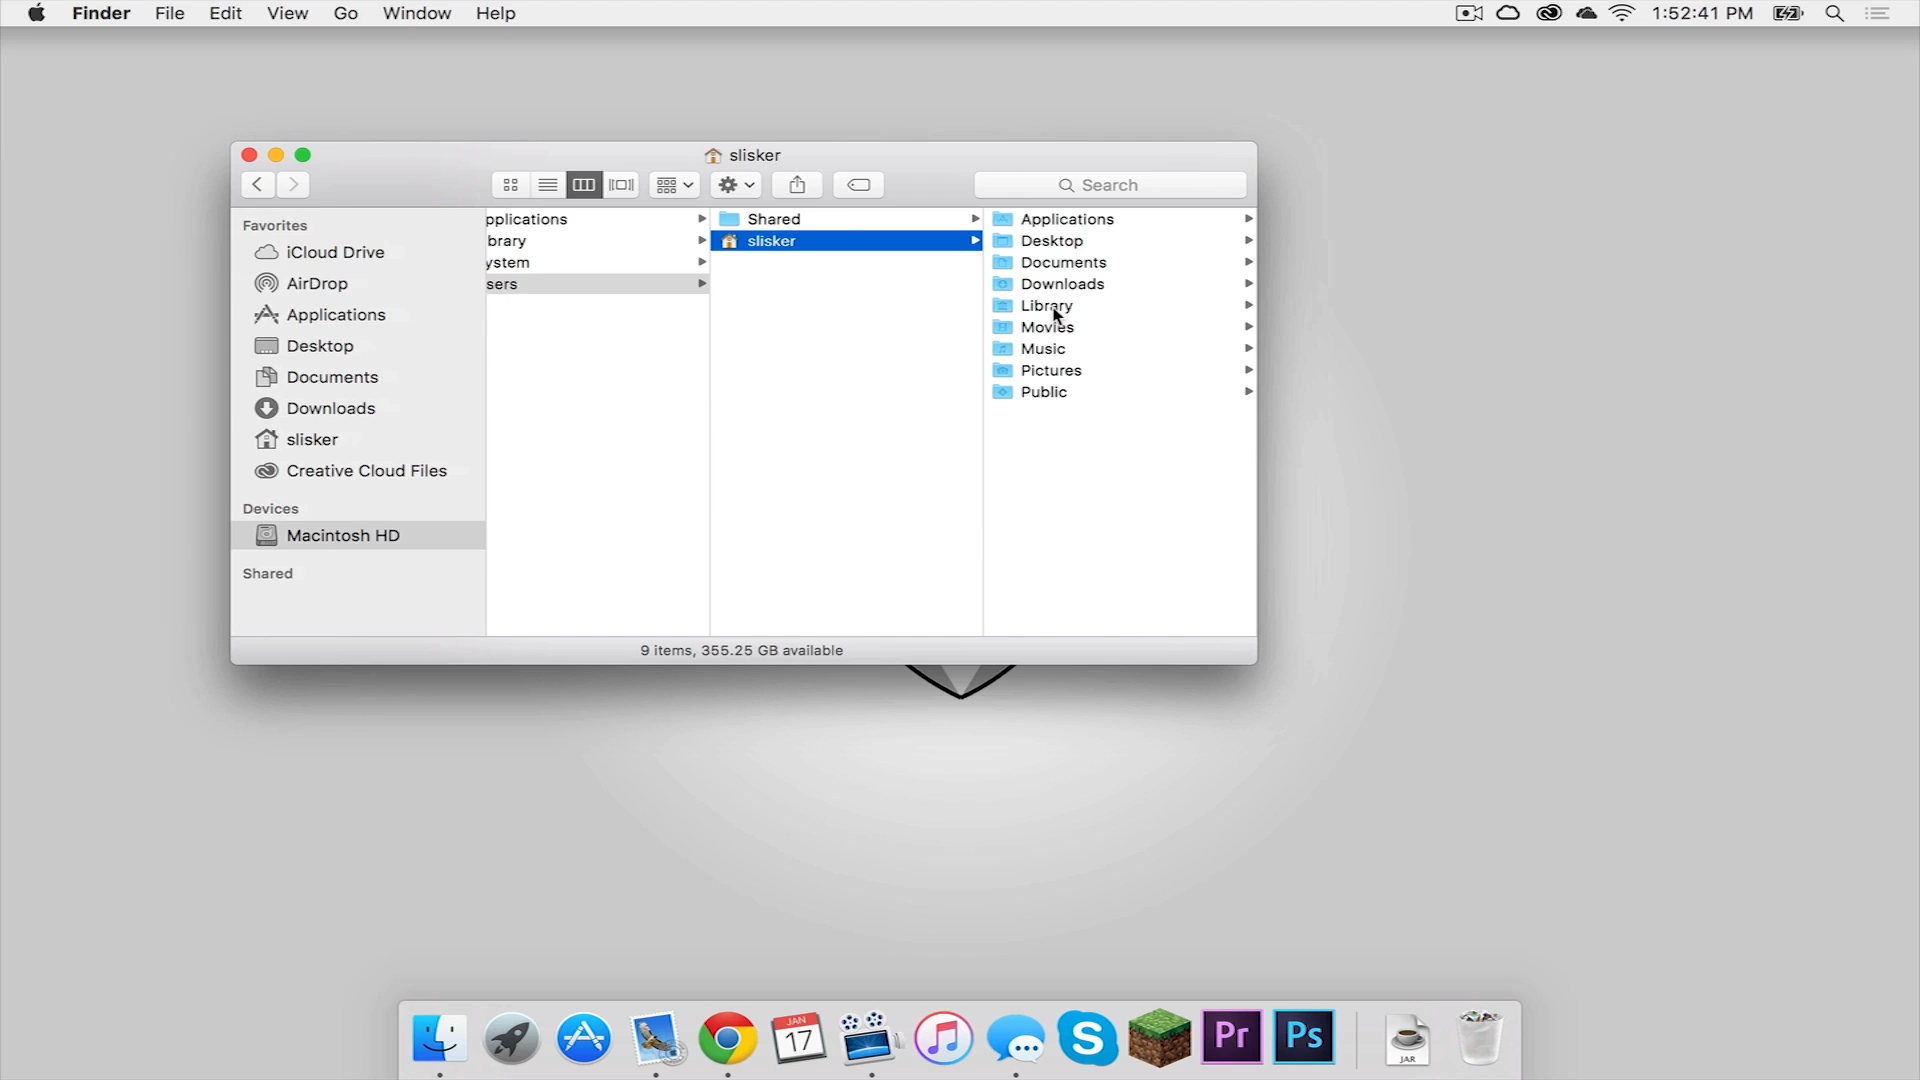 Finder File Edit View Go Window Help 1:52:41 PM
slisker
Search
Favorites
iCloud Drive
AirDrop
Applications
Desktop
Documents
Downloads
slisker
Creative Cloud Files
Devices
Macintosh HD
Shared
pplications
brary
ystem
sers
Shared
slisker
Applications
Desktop
Documents
Downloads
Library
Movies
Music
Pictures
Public
9 items, 355.25 GB available
JAN
17
S
Pr
Ps
JAR